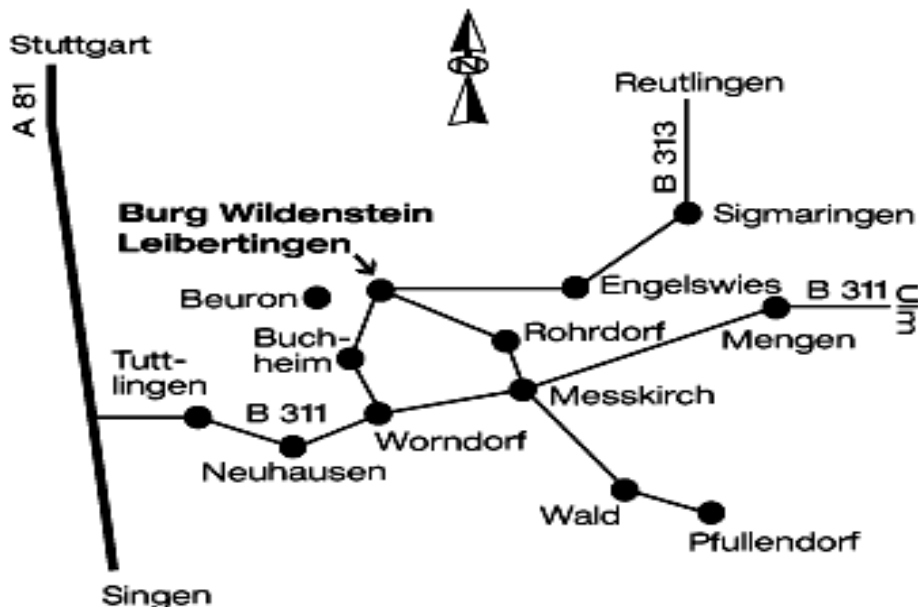 Stuttgart
A 81
N
Reutlingen
B 313
Burg Wildenstein
Leibertingen
Sigmaringen
Beuron
Engelswies
B 311
Ulm
Buch-
heim
Rohrdorf
Mengen
Tutt-
lingen
B 311
Messkirch
Worndorf
Neuhausen
Wald
Pfullendorf
Singen